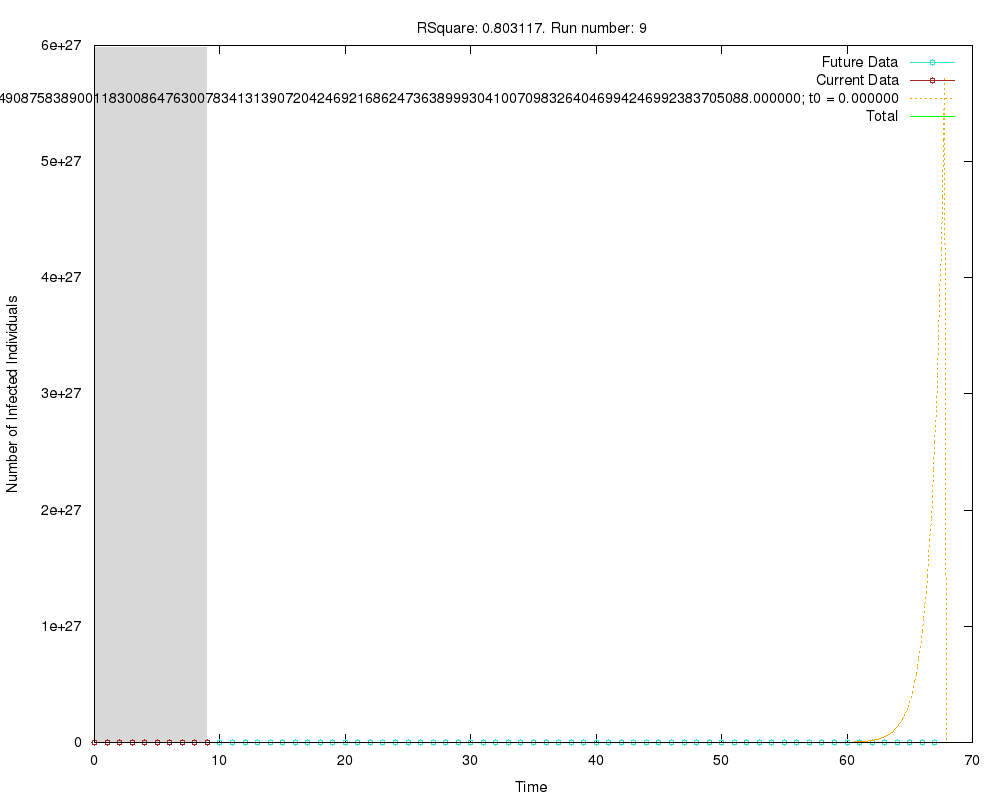 RSquare: 0.803117. Run number: 9
6e+27
5e+27
4e+27
3e+27
2e+27
1e+27
0
Number of Infected Individuals
Future Data
Current Data
4908758389001183008647630078341313907204246921686247363899930410070983264046994246992383705088.000000; t0 = 0.000000
Total
0 10 20 30 40 50 60 70
Time